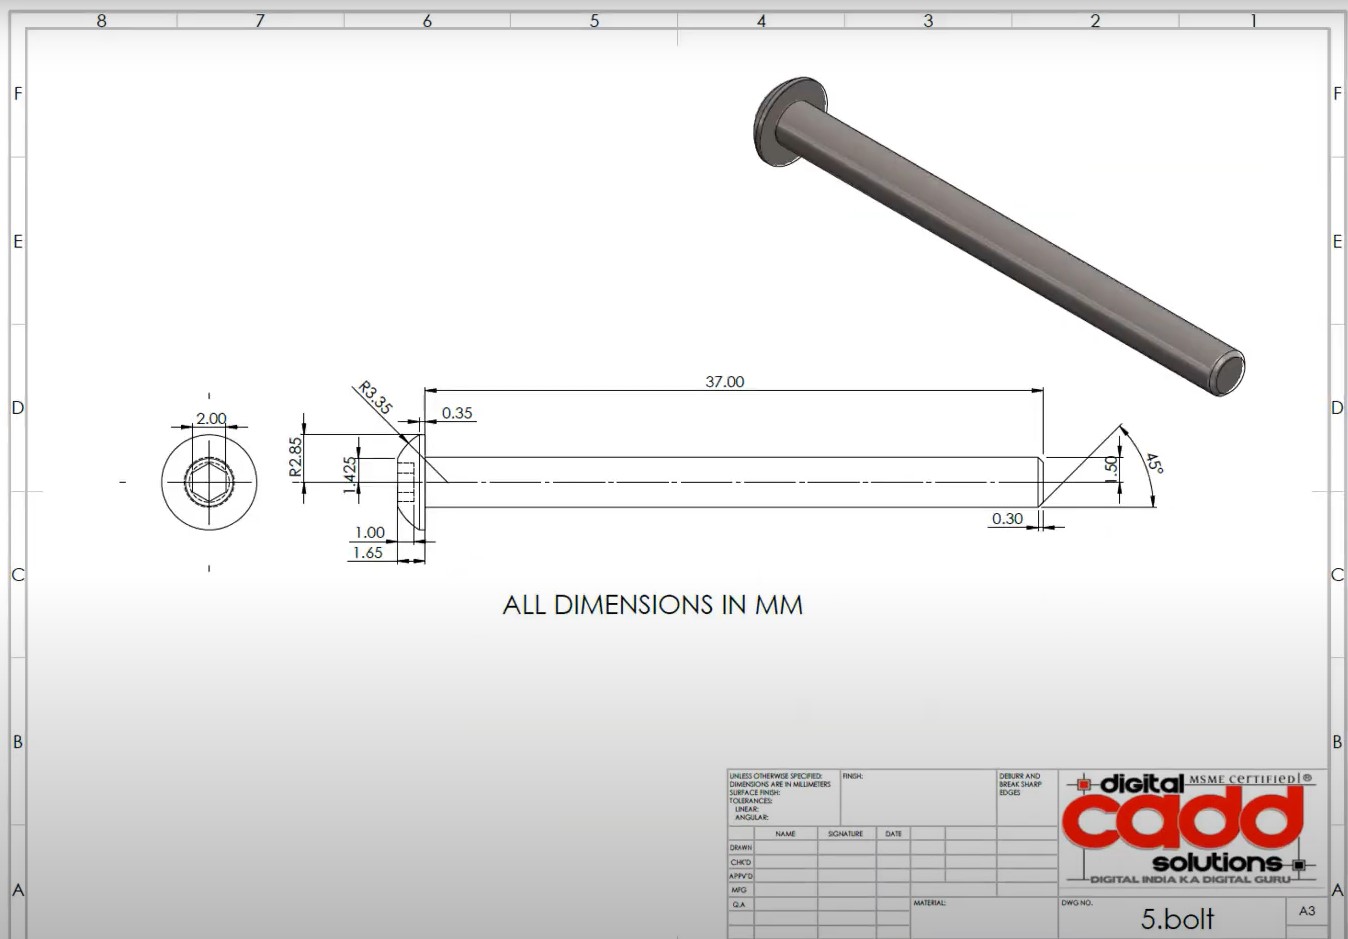 8 7 6 5 4 3 2 1
F F
E E
D D
C C
B B
A A
37.00
R3.35
0.35
2.00
R2.85
1.425
1.50
45°
1.00
1.65
0.30
ALL DIMENSIONS IN MM
UNLESS OTHERWISE SPECIFIED:
DIMENSIONS ARE IN MILLIMETERS
SURFACE FINISH:
TOLERANCES:
LINEAR:
ANGULAR:
FINISH:
DEBURR AND
BREAK SHARP
EDGES
NAME SIGNATURE DATE
DRAWN
CHK'D
APPV'D
MFG
Q.A
MATERIAL:
digital MSME CERTIFIED ®
cadd
solutions
DIGITAL INDIA KA DIGITAL GURU
DWG NO.
5.bolt
A3